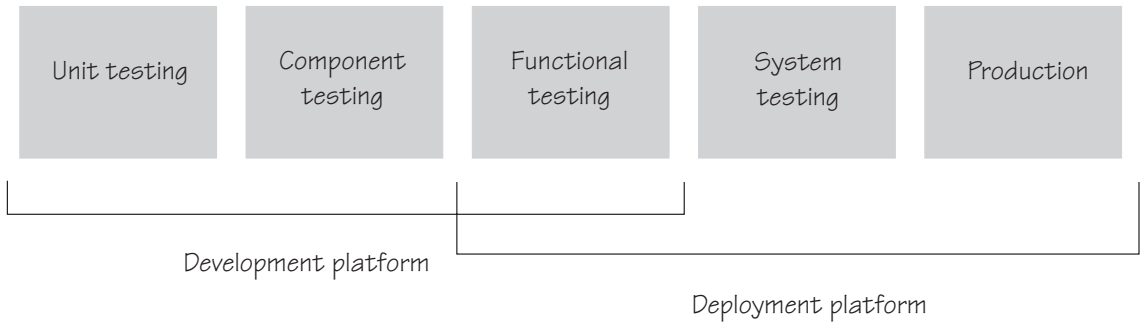 Unit testing
Component
testing
Functional
testing
System
testing
Production
Development platform
Deployment platform